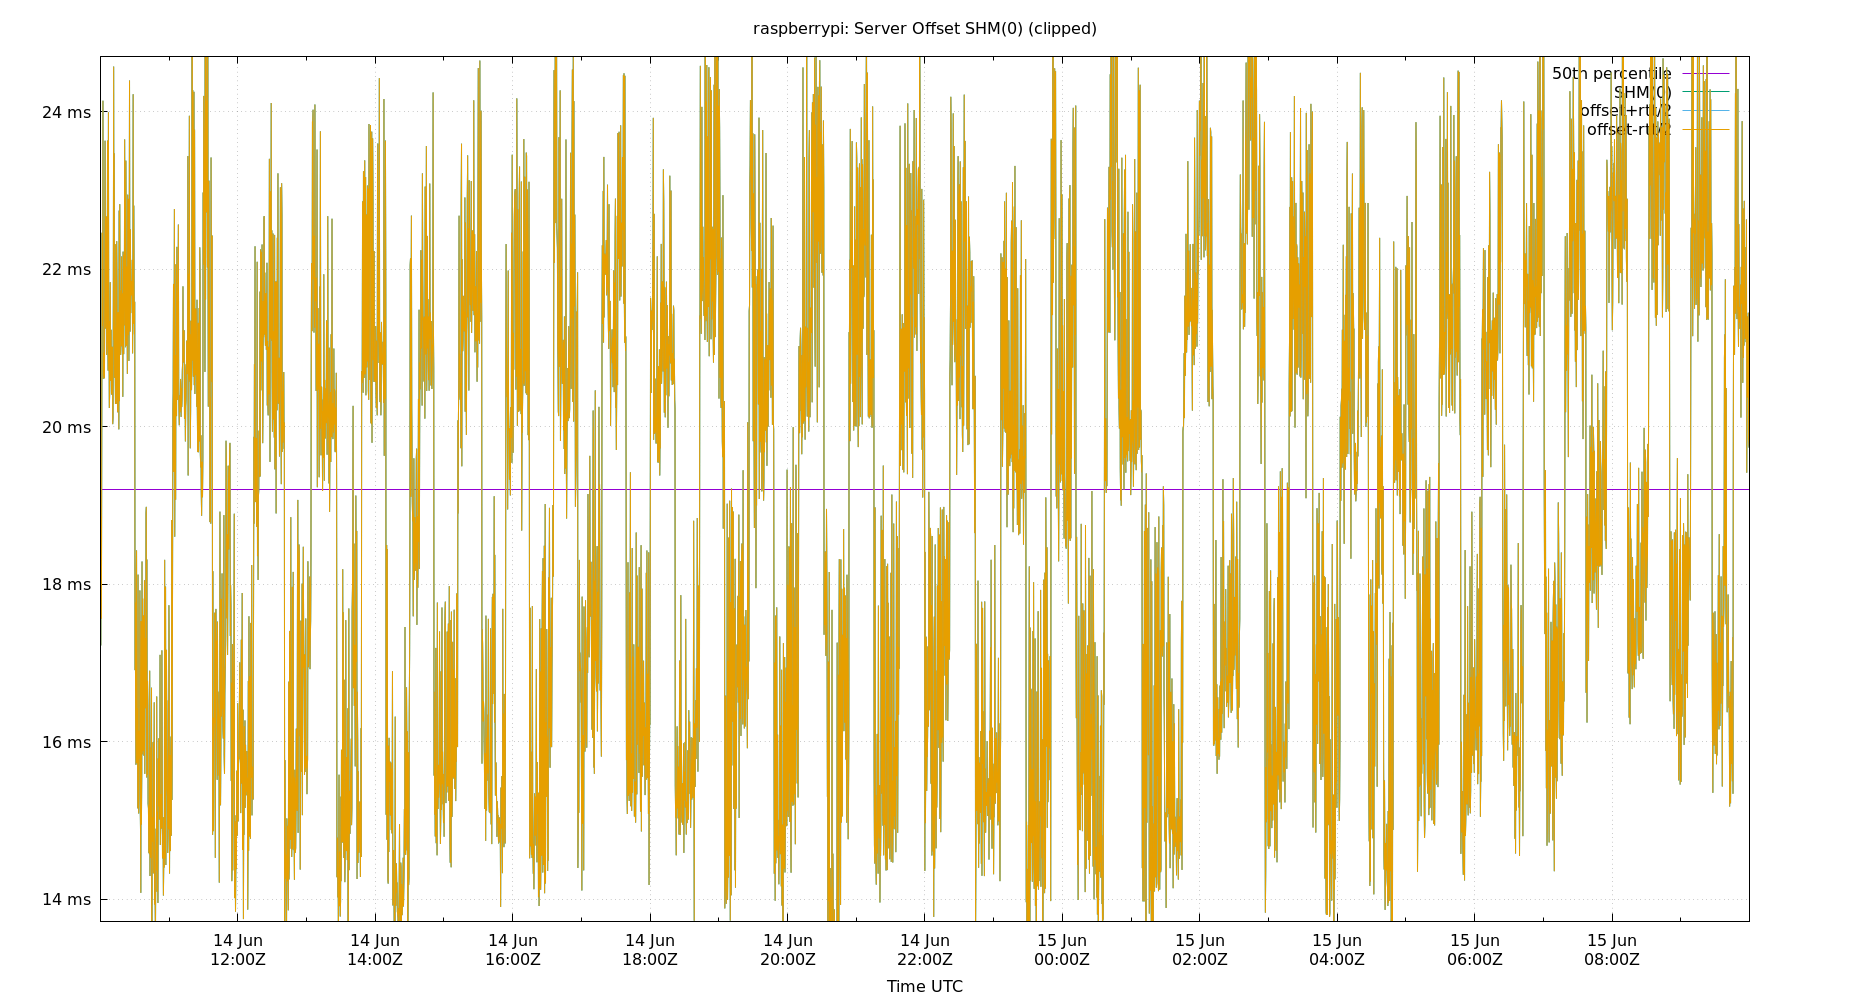 raspberrypi: Server Offset SHM(0) (clipped)
50th percentile
SHM(0)
offset+rtt/2
offset-rtt/2
24 ms
22 ms
20 ms
18 ms
16 ms
14 ms
14 Jun 14 Jun 14 Jun 14 Jun 14 Jun 14 Jun 15 Jun 15 Jun 15 Jun 15 Jun 15 Jun
12:00Z 14:00Z 16:00Z 18:00Z 20:00Z 22:00Z 00:00Z 02:00Z 04:00Z 06:00Z 08:00Z
Time UTC